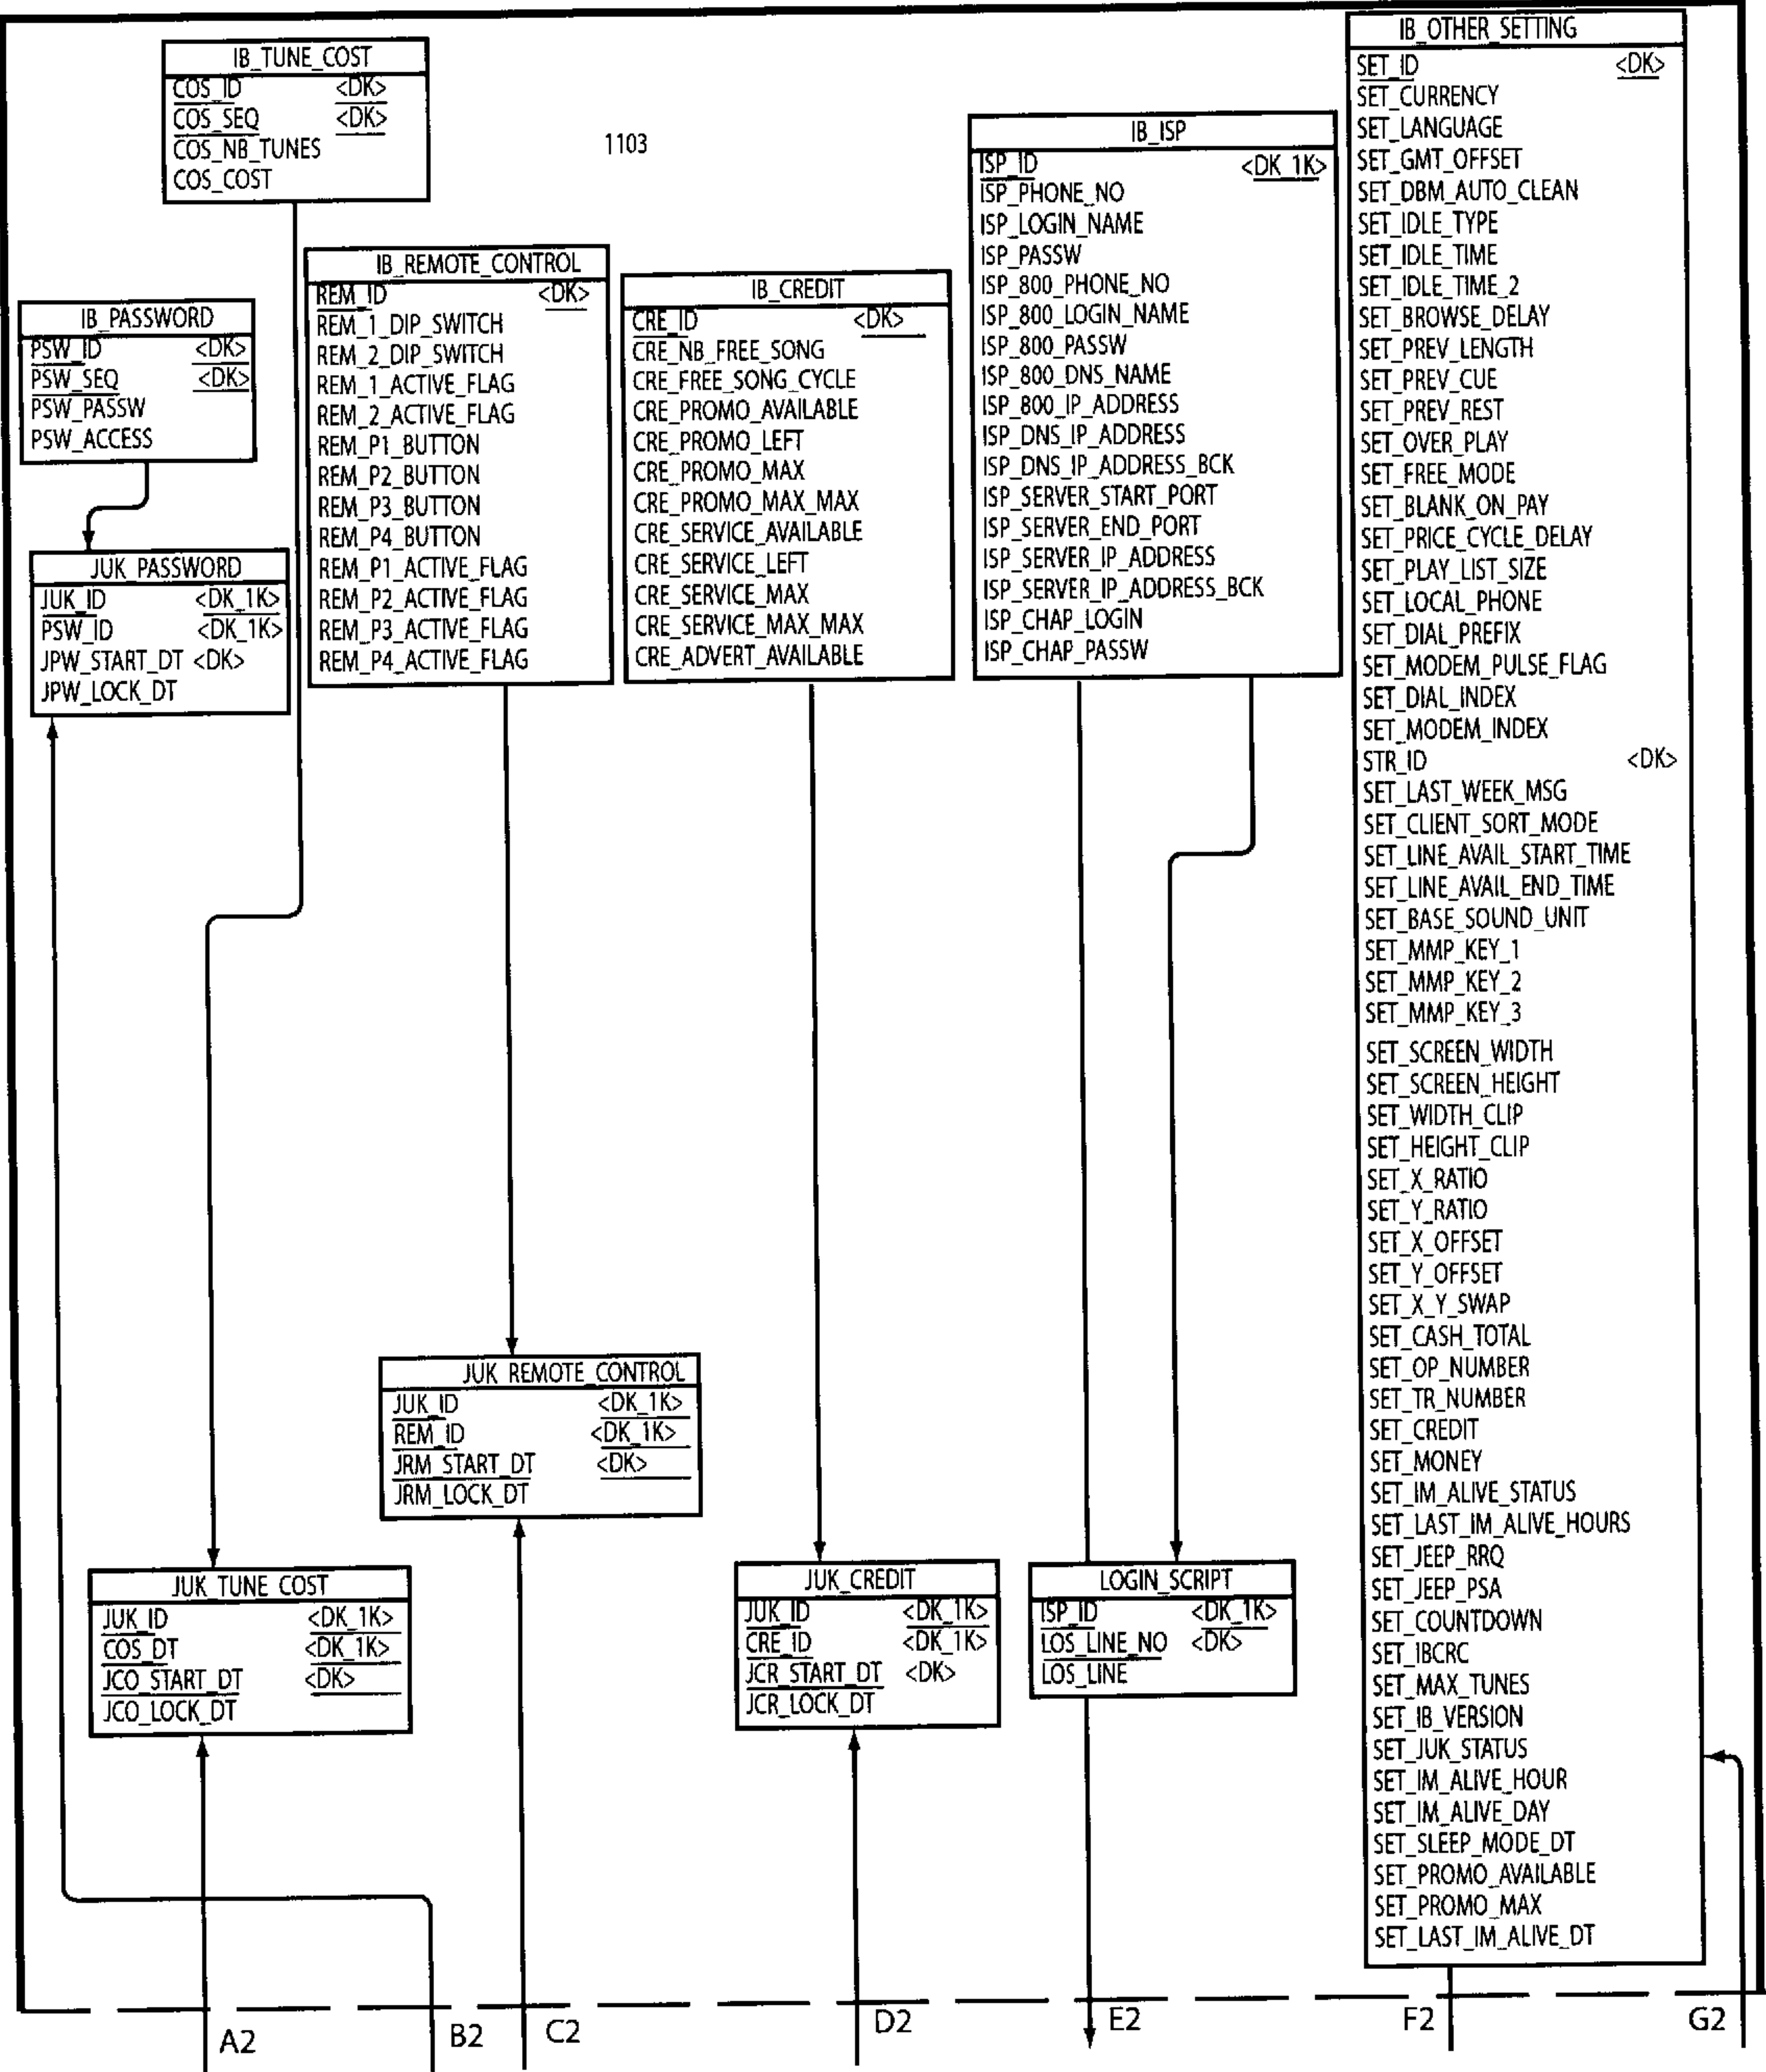 IB_TUNE_COST
COS_ID <DK>
COS_SEQ <DK>
COS_NB_TUNES
COS_COST
1103
IB_PASSWORD
PSW_ID <DK>
PSW_SEQ <DK>
PSW_PASSW
PSW_ACCESS
JUK_PASSWORD
JUK_ID <DK_1K>
PSW_ID <DK_1K>
JPW_START_DT <DK>
JPW_LOCK_DT
IB_REMOTE_CONTROL
REM_ID <DK>
REM_1_DIP_SWITCH
REM_2_DIP_SWITCH
REM_1_ACTIVE_FLAG
REM_2_ACTIVE_FLAG
REM_P1_BUTTON
REM_P2_BUTTON
REM_P3_BUTTON
REM_P4_BUTTON
REM_P1_ACTIVE_FLAG
REM_P2_ACTIVE_FLAG
REM_P3_ACTIVE_FLAG
REM_P4_ACTIVE_FLAG
IB_CREDIT
CRE_ID <DK>
CRE_NB_FREE_SONG
CRE_FREE_SONG_CYCLE
CRE_PROMO_AVAILABLE
CRE_PROMO_LEFT
CRE_PROMO_MAX
CRE_PROMO_MAX_MAX
CRE_SERVICE_AVAILABLE
CRE_SERVICE_LEFT
CRE_SERVICE_MAX
CRE_SERVICE_MAX_MAX
CRE_ADVERT_AVAILABLE
IB_ISP
ISP_ID <DK_1K>
ISP_PHONE_NO
ISP_LOGIN_NAME
ISP_PASSW
ISP_800_PHONE_NO
ISP_800_LOGIN_NAME
ISP_800_PASSW
ISP_800_DNS_NAME
ISP_800_IP_ADDRESS
ISP_DNS_IP_ADDRESS
ISP_DNS_IP_ADDRESS_BCK
ISP_SERVER_START_PORT
ISP_SERVER_END_PORT
ISP_SERVER_IP_ADDRESS
ISP_SERVER_IP_ADDRESS_BCK
ISP_CHAP_LOGIN
ISP_CHAP_PASSW
IB_OTHER_SETTING
SET_ID <DK>
SET_CURRENCY
SET_LANGUAGE
SET_GMT_OFFSET
SET_DBM_AUTO_CLEAN
SET_IDLE_TYPE
SET_IDLE_TIME
SET_IDLE_TIME_2
SET_BROWSE_DELAY
SET_PREV_LENGTH
SET_PREV_CUE
SET_PREV_REST
SET_OVER_PLAY
SET_FREE_MODE
SET_BLANK_ON_PAY
SET_PRICE_CYCLE_DELAY
SET_PLAY_LIST_SIZE
SET_LOCAL_PHONE
SET_DIAL_PREFIX
SET_MODEM_PULSE_FLAG
SET_DIAL_INDEX
SET_MODEM_INDEX
STR_ID <DK>
SET_LAST_WEEK_MSG
SET_CLIENT_SORT_MODE
SET_LINE_AVAIL_START_TIME
SET_LINE_AVAIL_END_TIME
SET_BASE_SOUND_UNIT
SET_MMP_KEY_1
SET_MMP_KEY_2
SET_MMP_KEY_3
SET_SCREEN_WIDTH
SET_SCREEN_HEIGHT
SET_WIDTH_CLIP
SET_HEIGHT_CLIP
SET_X_RATIO
SET_Y_RATIO
SET_X_OFFSET
SET_Y_OFFSET
SET_X_Y_SWAP
SET_CASH_TOTAL
SET_OP_NUMBER
SET_TR_NUMBER
SET_CREDIT
SET_MONEY
SET_IM_ALIVE_STATUS
SET_LAST_IM_ALIVE_HOURS
SET_JEEP_RRQ
SET_JEEP_PSA
SET_COUNTDOWN
SET_IBCRC
SET_MAX_TUNES
SET_IB_VERSION
SET_JUK_STATUS
SET_IM_ALIVE_HOUR
SET_IM_ALIVE_DAY
SET_SLEEP_MODE_DT
SET_PROMO_AVAILABLE
SET_PROMO_MAX
SET_LAST_IM_ALIVE_DT
JUK_REMOTE_CONTROL
JUK_ID <DK_1K>
REM_ID <DK_1K>
JRM_START_DT <DK>
JRM_LOCK_DT
JUK_TUNE_COST
JUK_ID <DK_1K>
COS_DT <DK_1K>
JCO_START_DT <DK>
JCO_LOCK_DT
JUK_CREDIT
JUK_ID <DK_1K>
CRE_ID <DK_1K>
JCR_START_DT <DK>
JCR_LOCK_DT
LOGIN_SCRIPT
ISP_ID <DK_1K>
LOS_LINE_NO <DK>
LOS_LINE
A2 B2 C2 D2 E2 F2 G2